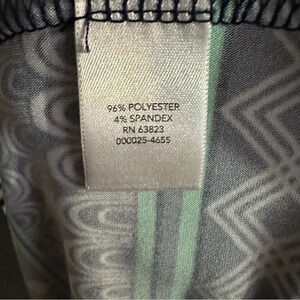 96% POLYESTER
4% SPANDEX
RN 63823
000025-4655